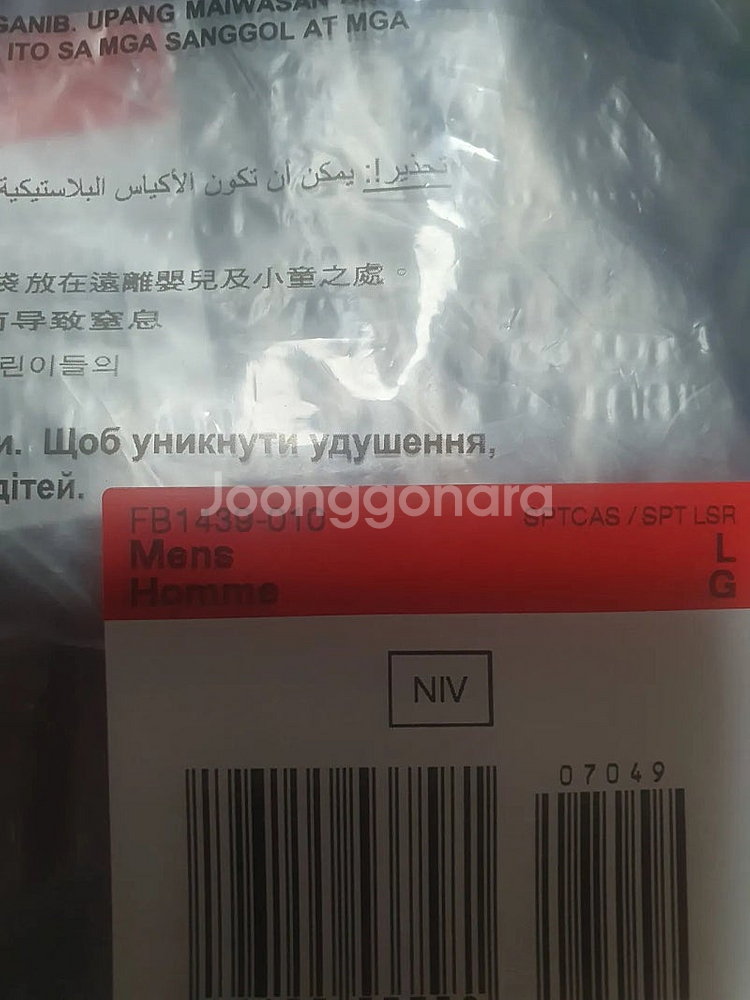 SANIB. UPANG MAIWASAN
ITO SA MGA SANGGOL AT MGA
تحذير!: يمكن أن تكون الأكياس البلاستيكية
袋放在遠離嬰兒及小童之處。
导致窒息
린이들의
и. Щоб уникнути удушення,
дітей.
Joonggonara
FB1439-010 SPTCAS / SPT LSR
Mens L
Homme G
NIV
07049